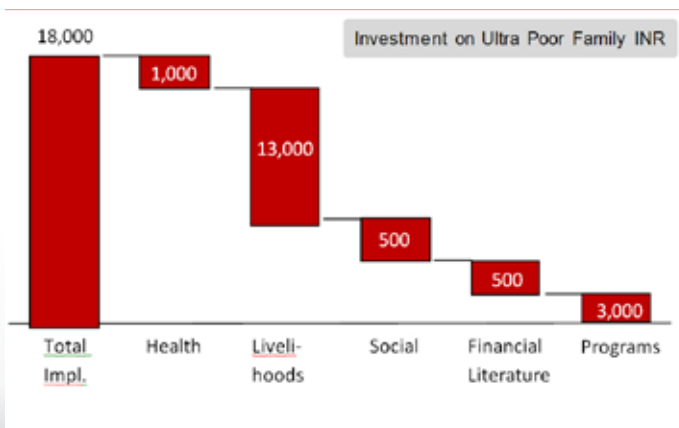 18,000
Investment on Ultra Poor Family INR
1,000
13,000
500
500
3,000
Total Health Liveli- Social Financial Programs
Impl. hoods Literature